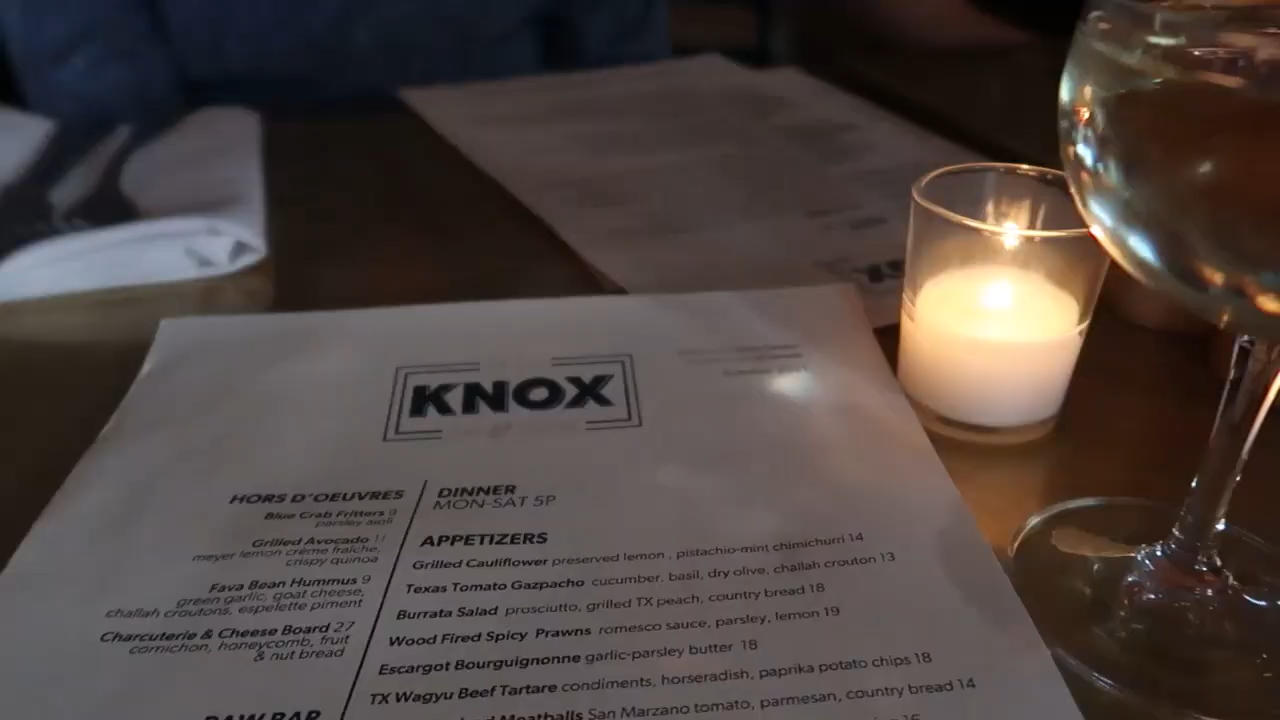 KNOX
HORS D'OEUVRES
Blue Crab Fritters 9
parsley aioli
Grilled Avocado 11
meyer lemon crème fraîche,
crispy quinoa
Fava Bean Hummus 9
green garlic, goat cheese,
challah croutons, espelette piment
Charcuterie & Cheese Board 27
cornichon, honeycomb, fruit
& nut bread
RAW BAR
DINNER
MON-SAT 5P
APPETIZERS
Grilled Cauliflower preserved lemon , pistachio-mint chimichurri 14
Texas Tomato Gazpacho cucumber, basil, dry olive, challah crouton 13
Burrata Salad prosciutto, grilled TX peach, country bread 18
Wood Fired Spicy Prawns romesco sauce, parsley, lemon 19
Escargot Bourguignonne garlic-parsley butter 18
TX Wagyu Beef Tartare condiments, horseradish, paprika potato chips 18
Meatballs San Marzano tomato, parmesan, country bread 14